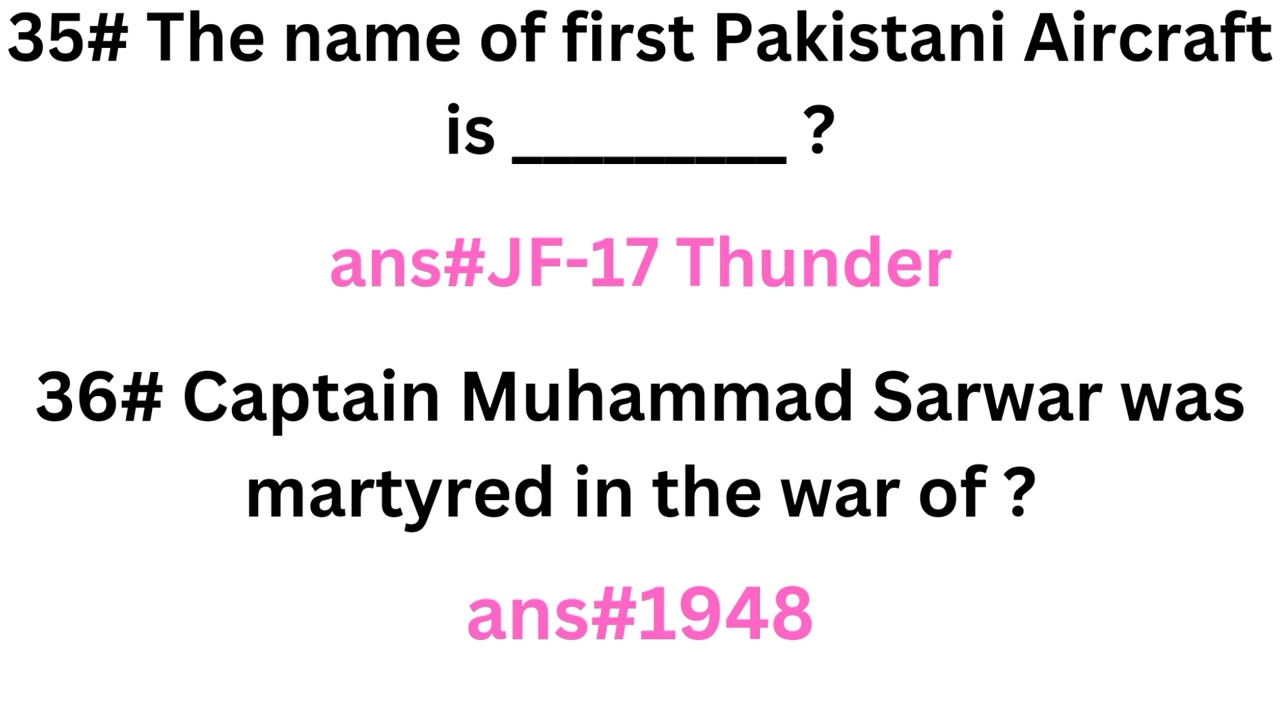 35# The name of first Pakistani Aircraft
is _________ ?
ans#JF-17 Thunder
36# Captain Muhammad Sarwar was
martyred in the war of ?
ans#1948